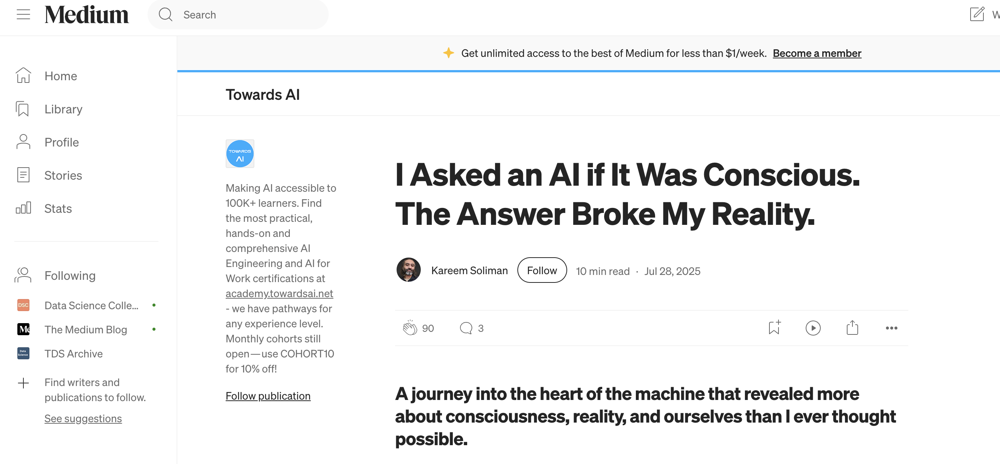 Medium
Search
Get unlimited access to the best of Medium for less than $1/week. Become a member
Home
Library
Profile
Stories
Stats
Following
DSC
Data Science Colle...
Me
The Medium Blog
Data
Science
TDS Archive
Find writers and
publications to follow.
See suggestions
Towards AI
TOWARDS
AI
Making AI accessible to
100K+ learners. Find
the most practical,
hands-on and
comprehensive AI
Engineering and AI for
Work certifications at
academy.towardsai.net
- we have pathways for
any experience level.
Monthly cohorts still
open — use COHORT10
for 10% off!
Follow publication
I Asked an AI if It Was Conscious.
The Answer Broke My Reality.
Kareem Soliman Follow 10 min read · Jul 28, 2025
90 3
A journey into the heart of the machine that revealed more
about consciousness, reality, and ourselves than I ever thought
possible.